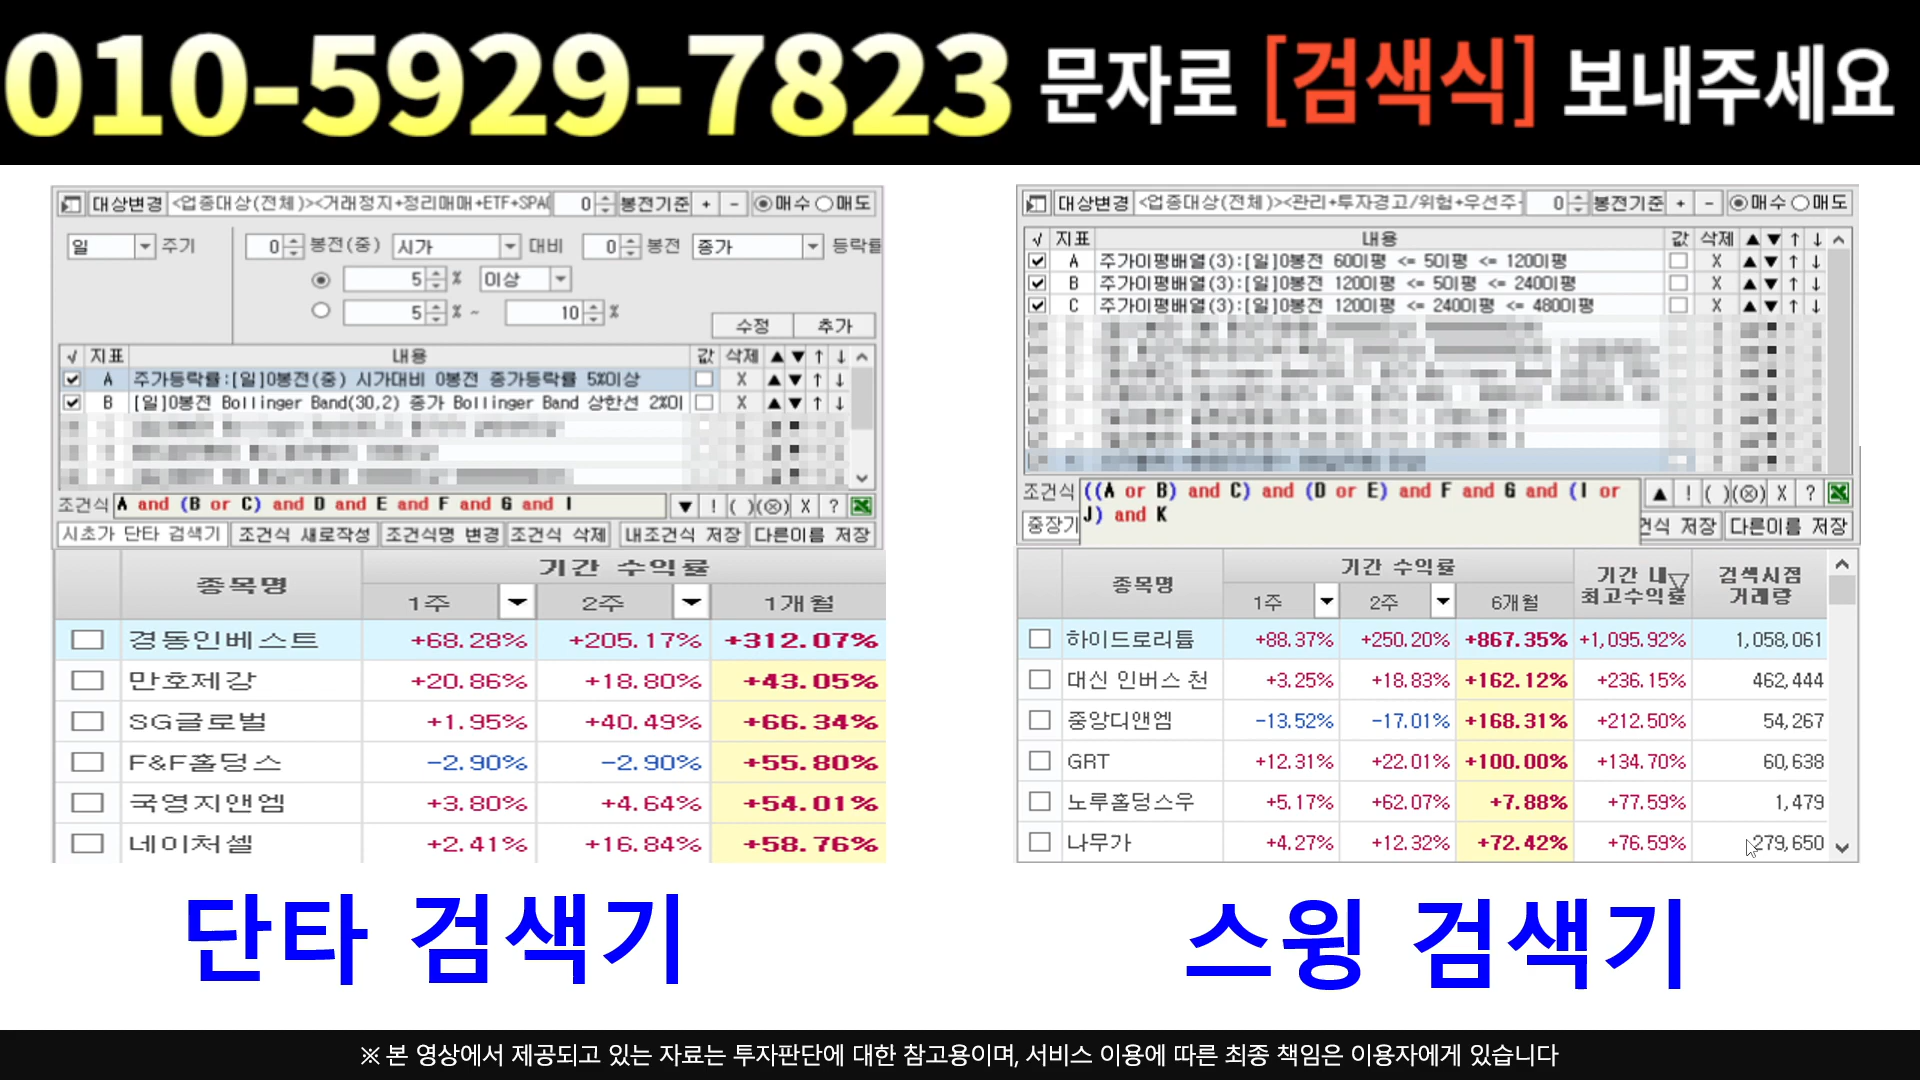 010-5929-7823 문자로 [검색식] 보내주세요
대상변경 <업종대상(전체)><거래정지+정리매매+ETF+SPA 0 봉전기준 + - 매수 매도
일 주기 0 봉전(중) 시가 대비 0 봉전 종가 등락률
5 % 이상
5 % ~ 10 %
수정 추가
√ 지표 내용 값 삭제 ▲ ▼ ↑ ↓
A 주가등락률:[일]0봉전(중) 시가대비 0봉전 종가등락률 5%이상 X ▲ ▼ ↑ ↓
B [일]0봉전 Bollinger Band(30,2) 종가 Bollinger Band 상한선 2%이 X ▲ ▼ ↑ ↓
조건식 A and (B or C) and D and E and F and G and I ▼ ! ( ) (⊗) X ?
시초가 단타 검색기 조건식 새로작성 조건식명 변경 조건식 삭제 내조건식 저장 다른이름 저장
종목명 기간 수익률
1주 2주 1개월
경동인베스트 +68.28% +205.17% +312.07%
만호제강 +20.86% +18.80% +43.05%
SG글로벌 +1.95% +40.49% +66.34%
F&F홀딩스 -2.90% -2.90% +55.80%
국영지앤엠 +3.80% +4.64% +54.01%
네이처셀 +2.41% +16.84% +58.76%
단타 검색기
대상변경 <업종대상(전체)><관리+투자경고/위험+우선주+ 0 봉전기준 + - 매수 매도
√ 지표 내용 값 삭제 ▲ ▼ ↑ ↓
A 주가이평배열(3):[일]0봉전 60이평 <= 5이평 <= 120이평 X ▲ ▼ ↑ ↓
B 주가이평배열(3):[일]0봉전 120이평 <= 5이평 <= 240이평 X ▲ ▼ ↑ ↓
C 주가이평배열(3):[일]0봉전 120이평 <= 240이평 <= 480이평 X ▲ ▼ ↑ ↓
조건식 ((A or B) and C) and (D or E) and F and G and (I or ▲ ! ( ) (⊗) X ?
중장기 J) and K 건식 저장 다른이름 저장
종목명 기간 수익률 기간 내 최고수익률 검색시점 거래량
1주 2주 6개월
하이드로리튬 +88.37% +250.20% +867.35% +1,095.92% 1,058,061
대신 인버스 천 +3.25% +18.83% +162.12% +236.15% 462,444
중앙디앤엠 -13.52% -17.01% +168.31% +212.50% 54,267
GRT +12.31% +22.01% +100.00% +134.70% 60,638
노루홀딩스우 +5.17% +62.07% +7.88% +77.59% 1,479
나무가 +4.27% +12.32% +72.42% +76.59% 279,650
스윙 검색기
※ 본 영상에서 제공되고 있는 자료는 투자판단에 대한 참고용이며, 서비스 이용에 따른 최종 책임은 이용자에게 있습니다